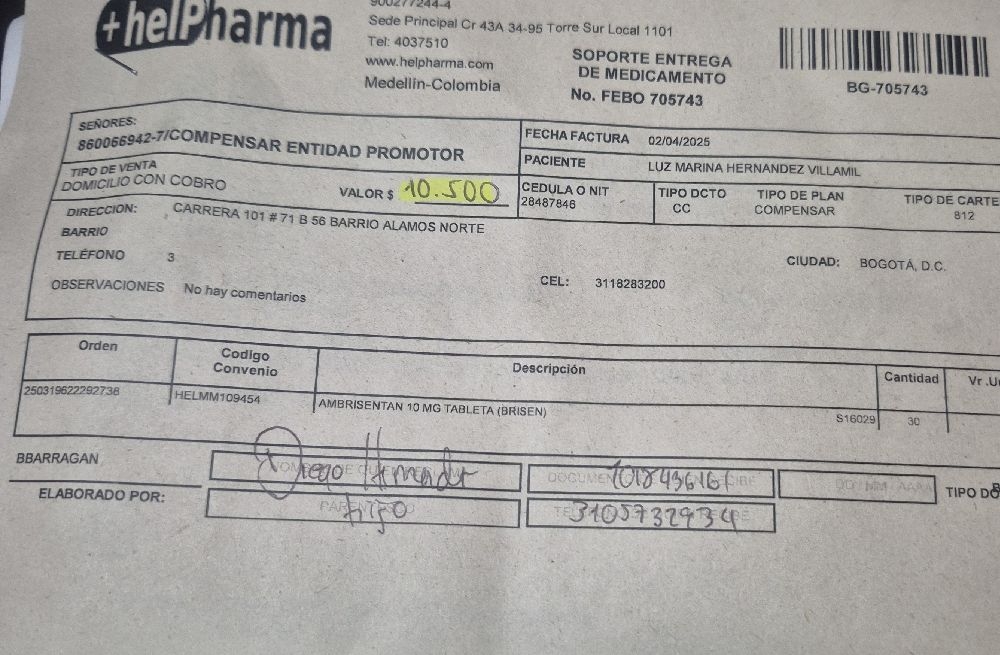 900277244-4
+helPharma
Sede Principal Cr 43A 34-95 Torre Sur Local 1101
Tel: 4037510
www.helpharma.com
Medellin-Colombia
SOPORTE ENTREGA
DE MEDICAMENTO
No. FEBO 705743
BG-705743
SEÑORES:
860066942-7/COMPENSAR ENTIDAD PROMOTOR
FECHA FACTURA 02/04/2025
PACIENTE LUZ MARINA HERNANDEZ VILLAMIL
TIPO DE VENTA
DOMICILIO CON COBRO
VALOR $ 10.500
CEDULA O NIT
28487846
TIPO DCTO
CC
TIPO DE PLAN
COMPENSAR
TIPO DE CARTE
812
DIRECCION: CARRERA 101 # 71 B 56 BARRIO ALAMOS NORTE
BARRIO
TELÉFONO 3
CIUDAD: BOGOTÁ, D.C.
OBSERVACIONES No hay comentarios
CEL: 3118283200
Orden
Codigo
Convenio
Descripción
Cantidad
Vr .U
250319622292738
HELMM109454
AMBRISENTAN 10 MG TABLETA (BRISEN)
S16029
30
BBARRAGAN
Diego Hernandez
DOCUMEN
DD / MM / AAAA
TIPO DO
ELABORADO POR:
hijo
3105732934